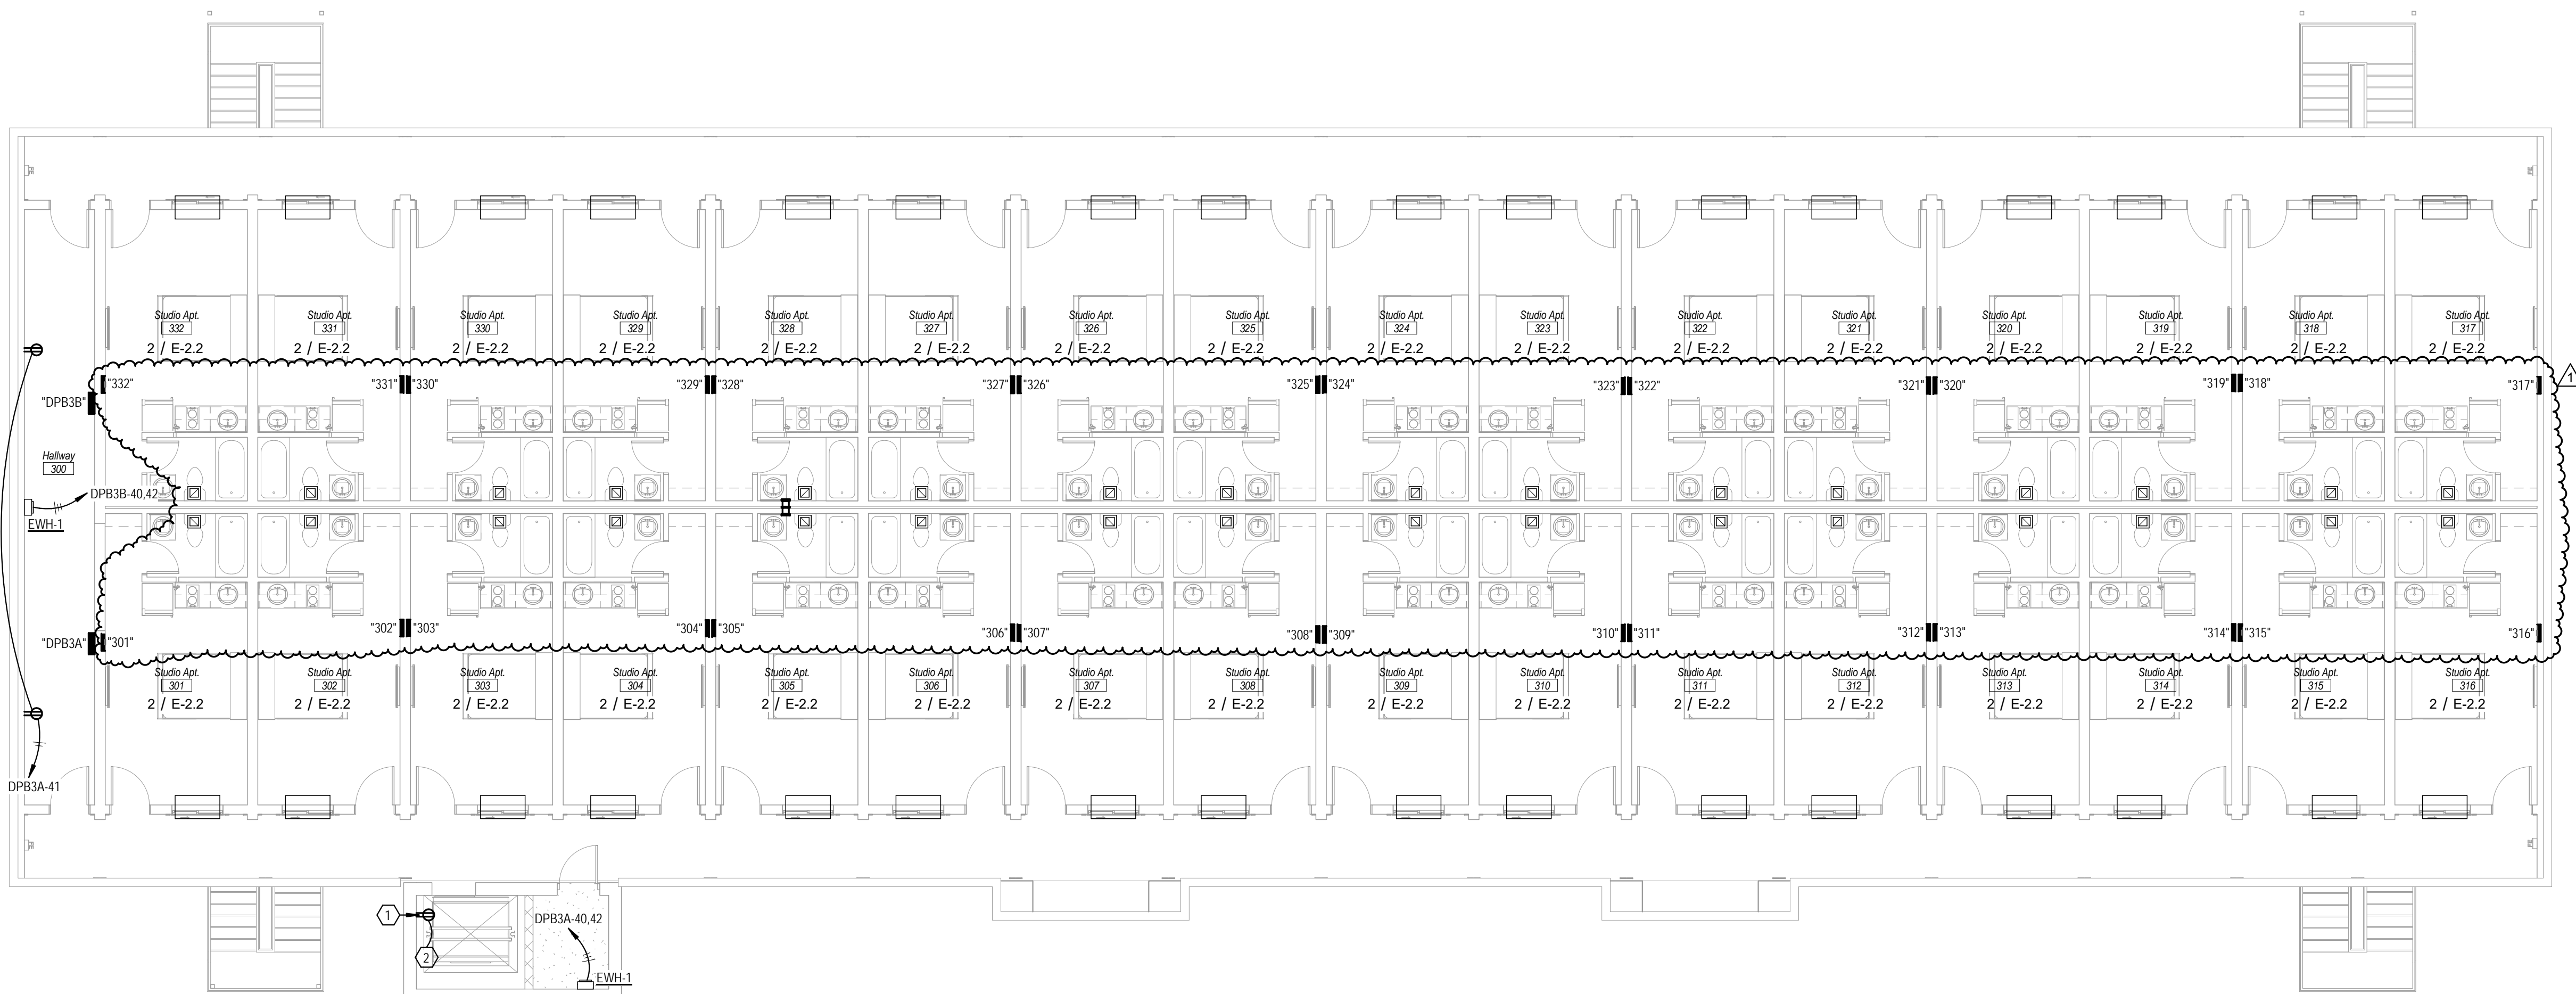 Studio Apt. Studio Apt. Studio Apt. Studio Apt. Studio Apt. Studio Apt. Studio Apt. Studio Apt. Studio Apt. Studio Apt. Studio Apt. Studio Apt. Studio Apt. Studio Apt. Studio Apt. Studio Apt.
332 331 330 329 328 327 326 325 324 323 322 321 320 319 318 317
2 / E-2.2 2 / E-2.2 2 / E-2.2 2 / E-2.2 2 / E-2.2 2 / E-2.2 2 / E-2.2 2 / E-2.2 2 / E-2.2 2 / E-2.2 2 / E-2.2 2 / E-2.2 2 / E-2.2 2 / E-2.2 2 / E-2.2 2 / E-2.2
"332" "331" "330" "329" "328" "327" "326" "325" "324" "323" "322" "321" "320" "319" "318" "317" 1
"DPB3B"
Hallway
300
DPB3B-40,42
EWH-1
"DPB3A" "301" "302" "303" "304" "305" "306" "307" "308" "309" "310" "311" "312" "313" "314" "315" "316"
Studio Apt. Studio Apt. Studio Apt. Studio Apt. Studio Apt. Studio Apt. Studio Apt. Studio Apt. Studio Apt. Studio Apt. Studio Apt. Studio Apt. Studio Apt. Studio Apt. Studio Apt. Studio Apt.
301 302 303 304 305 306 307 308 309 310 311 312 313 314 315 316
2 / E-2.2 2 / E-2.2 2 / E-2.2 2 / E-2.2 2 / E-2.2 2 / E-2.2 2 / E-2.2 2 / E-2.2 2 / E-2.2 2 / E-2.2 2 / E-2.2 2 / E-2.2 2 / E-2.2 2 / E-2.2 2 / E-2.2 2 / E-2.2
DPB3A-41
1
DPB3A-40,42
2
EWH-1